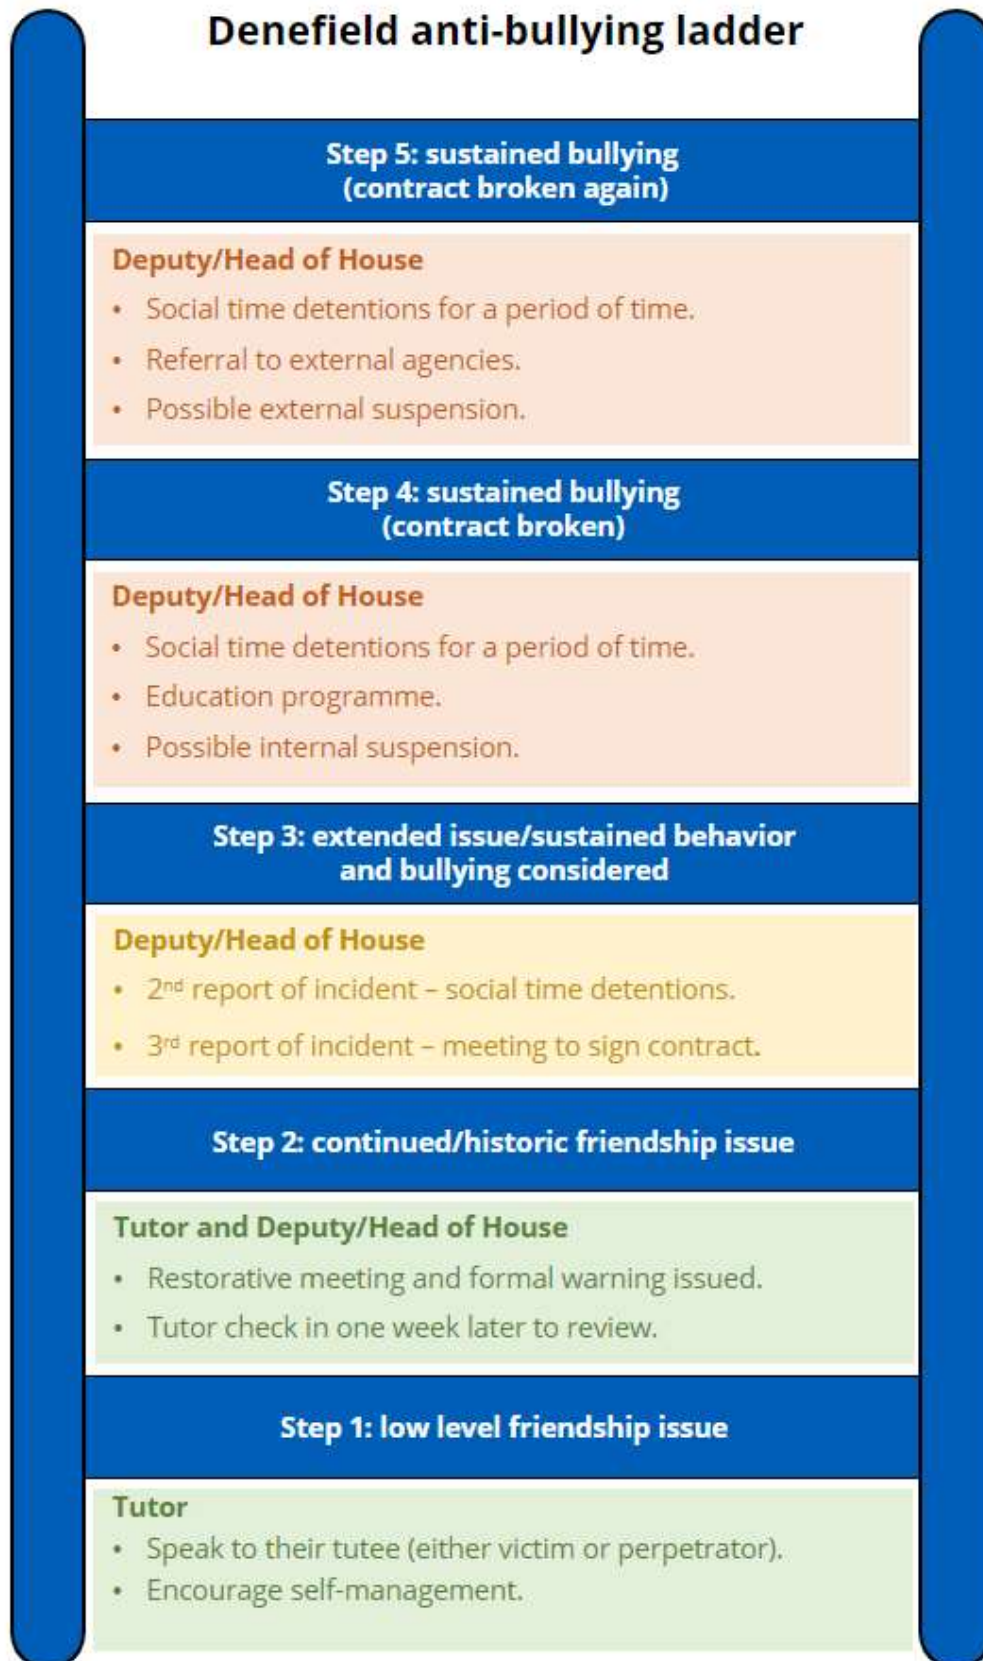 Denefield anti-bullying ladder
Step 5: sustained bullying
(contract broken again)
Deputy/Head of House
• Social time detentions for a period of time.
• Referral to external agencies.
• Possible external suspension.
Step 4: sustained bullying
(contract broken)
Deputy/Head of House
• Social time detentions for a period of time.
• Education programme.
• Possible internal suspension.
Step 3: extended issue/sustained behavior
and bullying considered
Deputy/Head of House
• 2nd report of incident – social time detentions.
• 3rd report of incident – meeting to sign contract.
Step 2: continued/historic friendship issue
Tutor and Deputy/Head of House
• Restorative meeting and formal warning issued.
• Tutor check in one week later to review.
Step 1: low level friendship issue
Tutor
• Speak to their tutee (either victim or perpetrator).
• Encourage self-management.